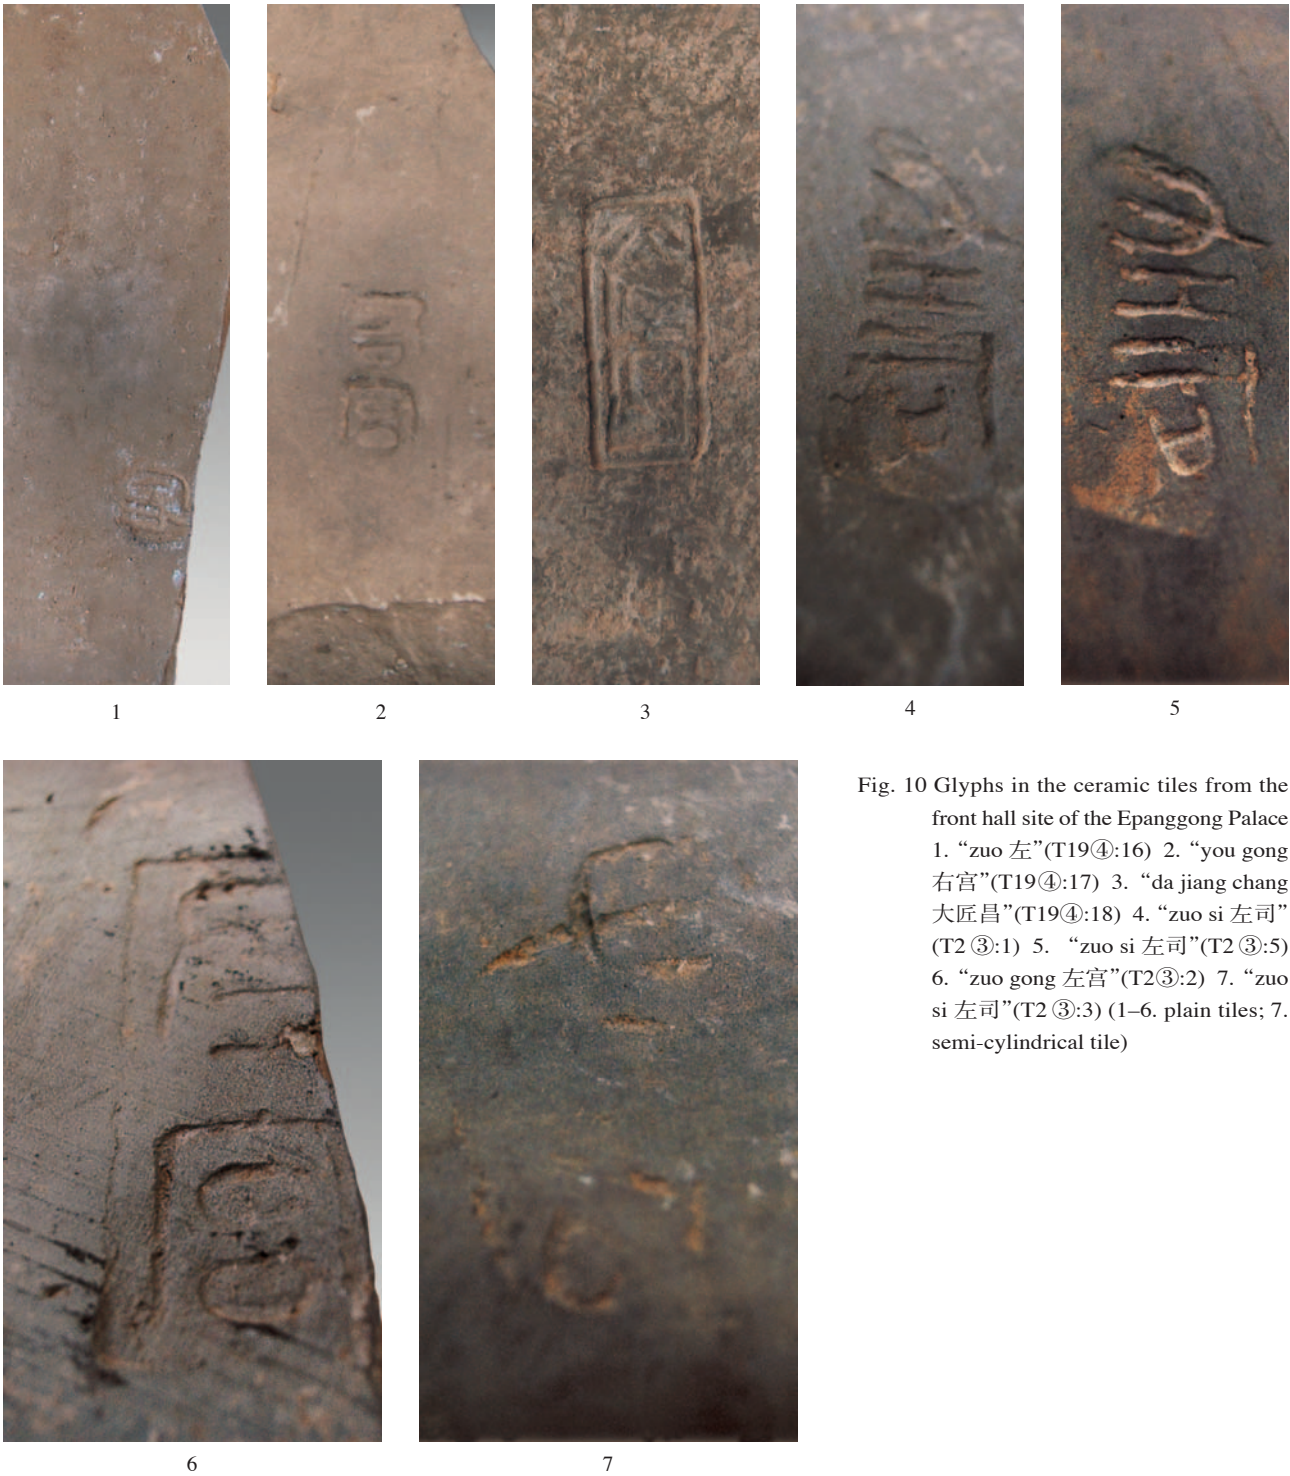 1
2
3
4
5
6
7
Fig. 10 Glyphs in the ceramic tiles from the
front hall site of the Epanggong Palace
1. “zuo 左”(T19④:16) 2. “you gong
右宫”(T19④:17) 3. “da jiang chang
大匠昌”(T19④:18) 4. “zuo si 左司”
(T2③:1) 5. “zuo si 左司”(T2③:5)
6. “zuo gong 左宫”(T2③:2) 7. “zuo
si 左司”(T2③:3) (1–6. plain tiles; 7.
semi-cylindrical tile)